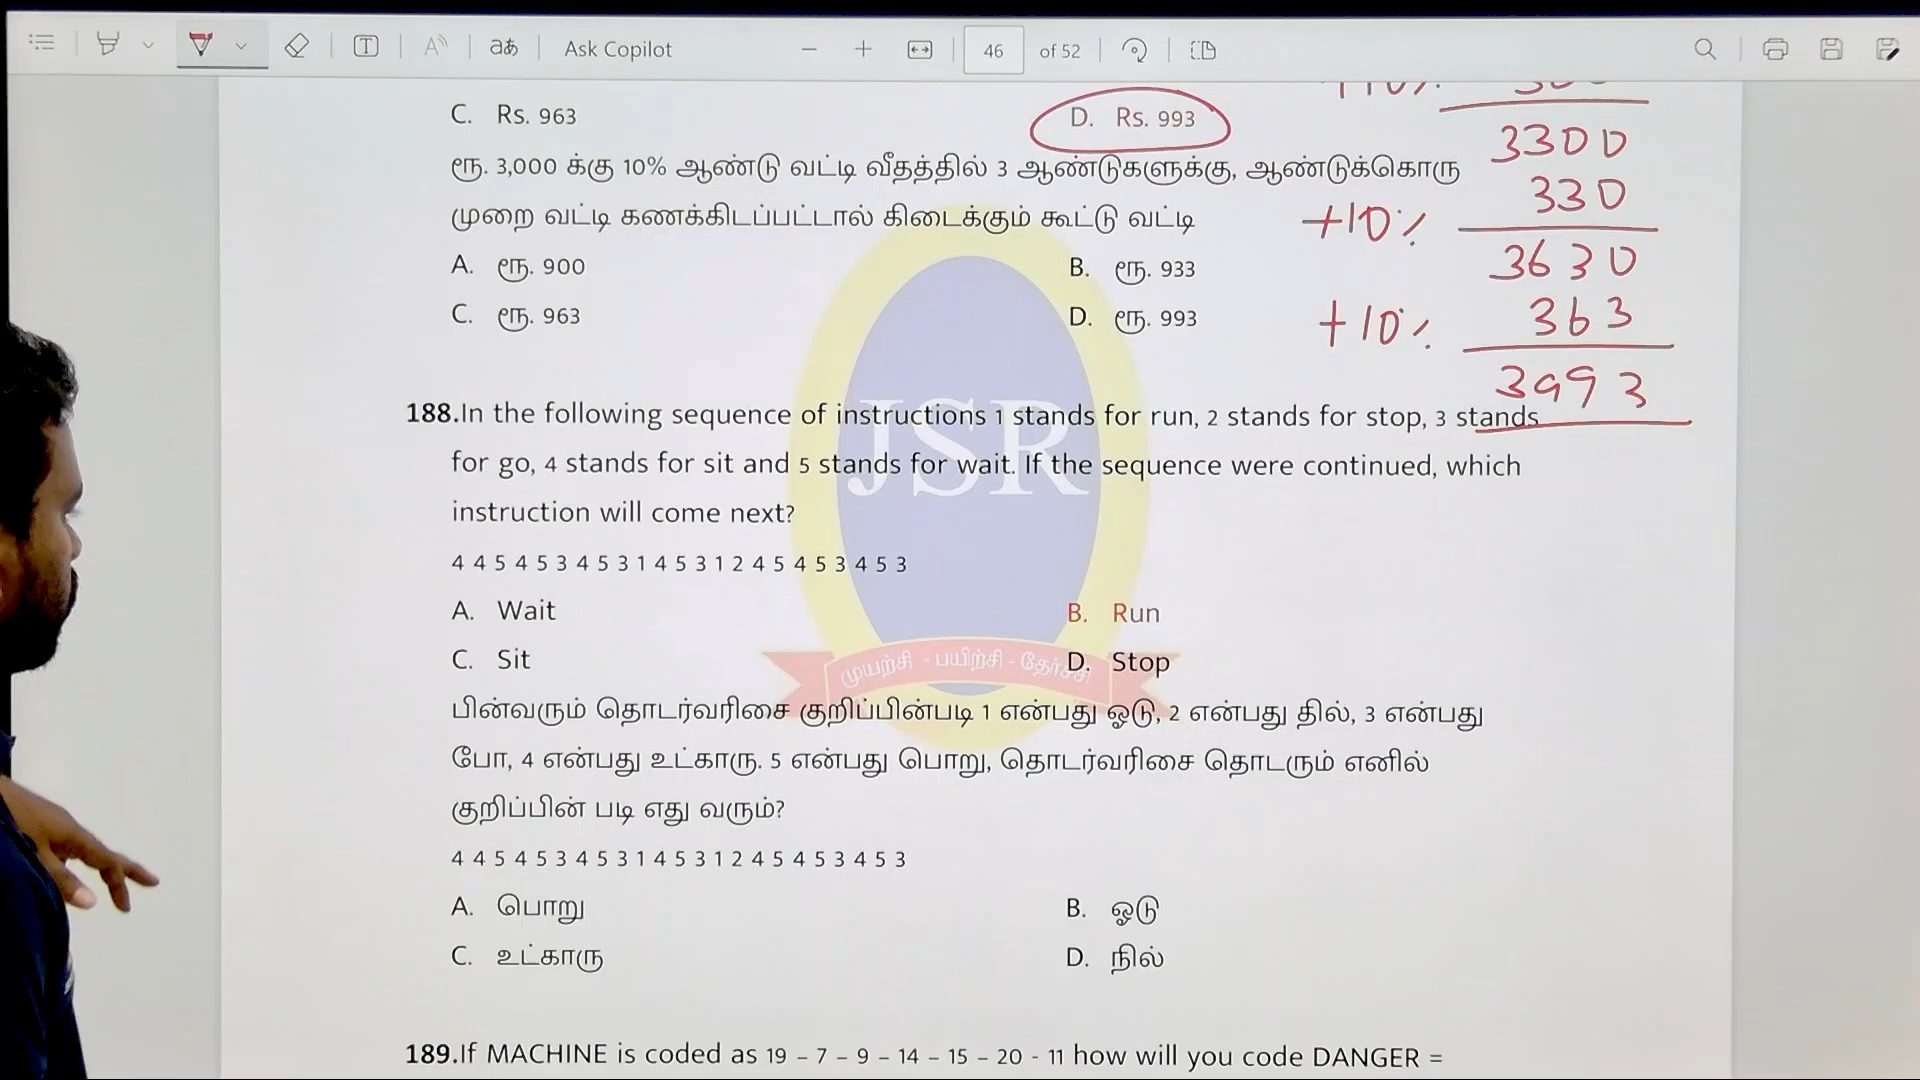 Ask Copilot
46 of 52
C. Rs. 963
D. Rs. 993
ரூ. 3,000 க்கு 10% ஆண்டு வட்டி வீதத்தில் 3 ஆண்டுகளுக்கு, ஆண்டுக்கொரு
முறை வட்டி கணக்கிடப்பட்டால் கிடைக்கும் கூட்டு வட்டி
A. ரூ. 900
B. ரூ. 933
C. ரூ. 963
D. ரூ. 993
3300
+10% 330
3630
+10% 363
3993
188.In the following sequence of instructions 1 stands for run, 2 stands for stop, 3 stands
for go, 4 stands for sit and 5 stands for wait. If the sequence were continued, which
instruction will come next?
4 4 5 4 5 3 4 5 3 1 4 5 3 1 2 4 5 4 5 3 4 5 3
A. Wait
B. Run
C. Sit
D. Stop
பின்வரும் தொடர்வரிசை குறிப்பின்படி 1 என்பது ஓடு, 2 என்பது தில், 3 என்பது
போ, 4 என்பது உட்காரு. 5 என்பது பொறு, தொடர்வரிசை தொடரும் எனில்
குறிப்பின் படி எது வரும்?
4 4 5 4 5 3 4 5 3 1 4 5 3 1 2 4 5 4 5 3 4 5 3
A. பொறு
B. ஓடு
C. உட்காரு
D. நில்
189.If MACHINE is coded as 19 – 7 – 9 – 14 – 15 – 20 - 11 how will you code DANGER =
JSR
முயற்சி - பயிற்சி - தேர்ச்சி